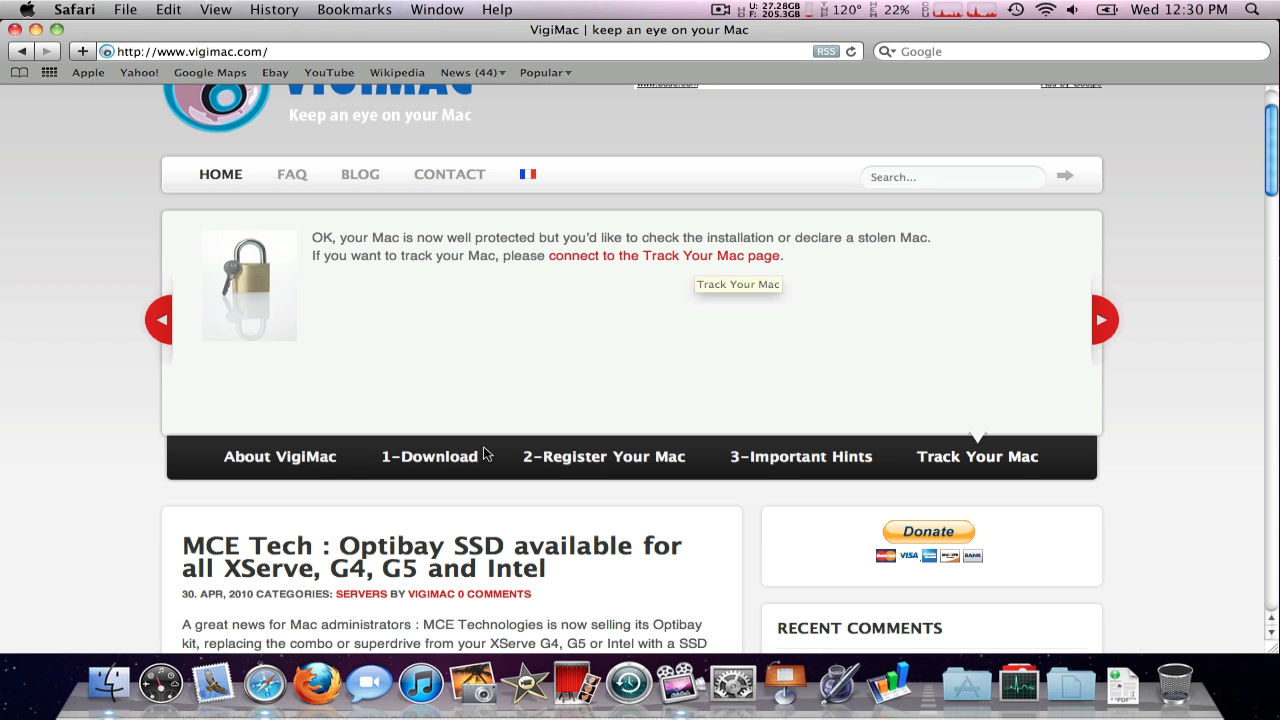 Safari File Edit View History Bookmarks Window Help U: 27.28GB F: 205.3GB 120° 22% Wed 12:30 PM
VigiMac | keep an eye on your Mac
http://www.vigimac.com/ RSS Google
Apple Yahoo! Google Maps Ebay YouTube Wikipedia News (44) Popular
VIGIMAC
Keep an eye on your Mac
HOME FAQ BLOG CONTACT Search...
OK, your Mac is now well protected but you'd like to check the installation or declare a stolen Mac.
If you want to track your Mac, please connect to the Track Your Mac page.
Track Your Mac
About VigiMac 1-Download 2-Register Your Mac 3-Important Hints Track Your Mac
MCE Tech : Optibay SSD available for
all XServe, G4, G5 and Intel
30. APR, 2010 CATEGORIES: SERVERS BY VIGIMAC 0 COMMENTS
A great news for Mac administrators : MCE Technologies is now selling its Optibay
kit, replacing the combo or superdrive from your XServe G4, G5 or Intel with a SSD
Donate
VISA BANK
RECENT COMMENTS